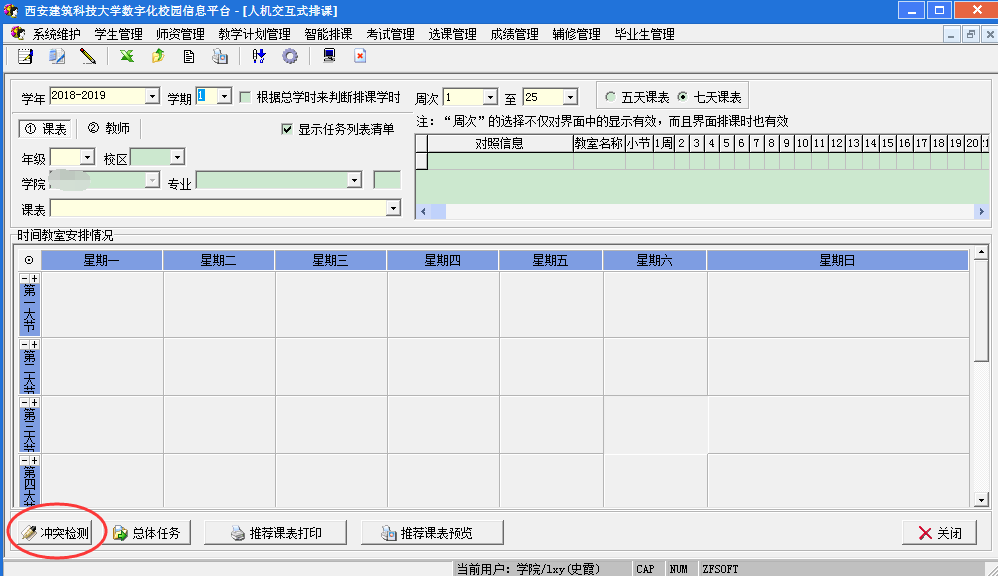 西安建筑科技大学数字化校园信息平台 - [人机交互式排课]
系统维护 学生管理 师资管理 教学计划管理 智能排课 考试管理 选课管理 成绩管理 辅修管理 毕业生管理
学年 2018-2019 学期 1 根据总学时来判断排课学时 周次 1 至 25 五天课表 七天课表
① 课表 ② 教师 显示任务列表清单
注：“周次”的选择不仅对界面中的显示有效，而且界面排课时也有效
对照信息 教室名称 小节 1周 2 3 4 5 6 7 8 9 10 11 12 13 14 15 16 17 18 19 20
年级 校区
学院 专业
课表
时间教室安排情况
星期一 星期二 星期三 星期四 星期五 星期六 星期日
第一大节
第二大节
第三大节
第四大节
冲突检测 总体任务 推荐课表打印 推荐课表预览 关闭
当前用户：学院/lxy(史霞) CAP NUM ZFSOFT